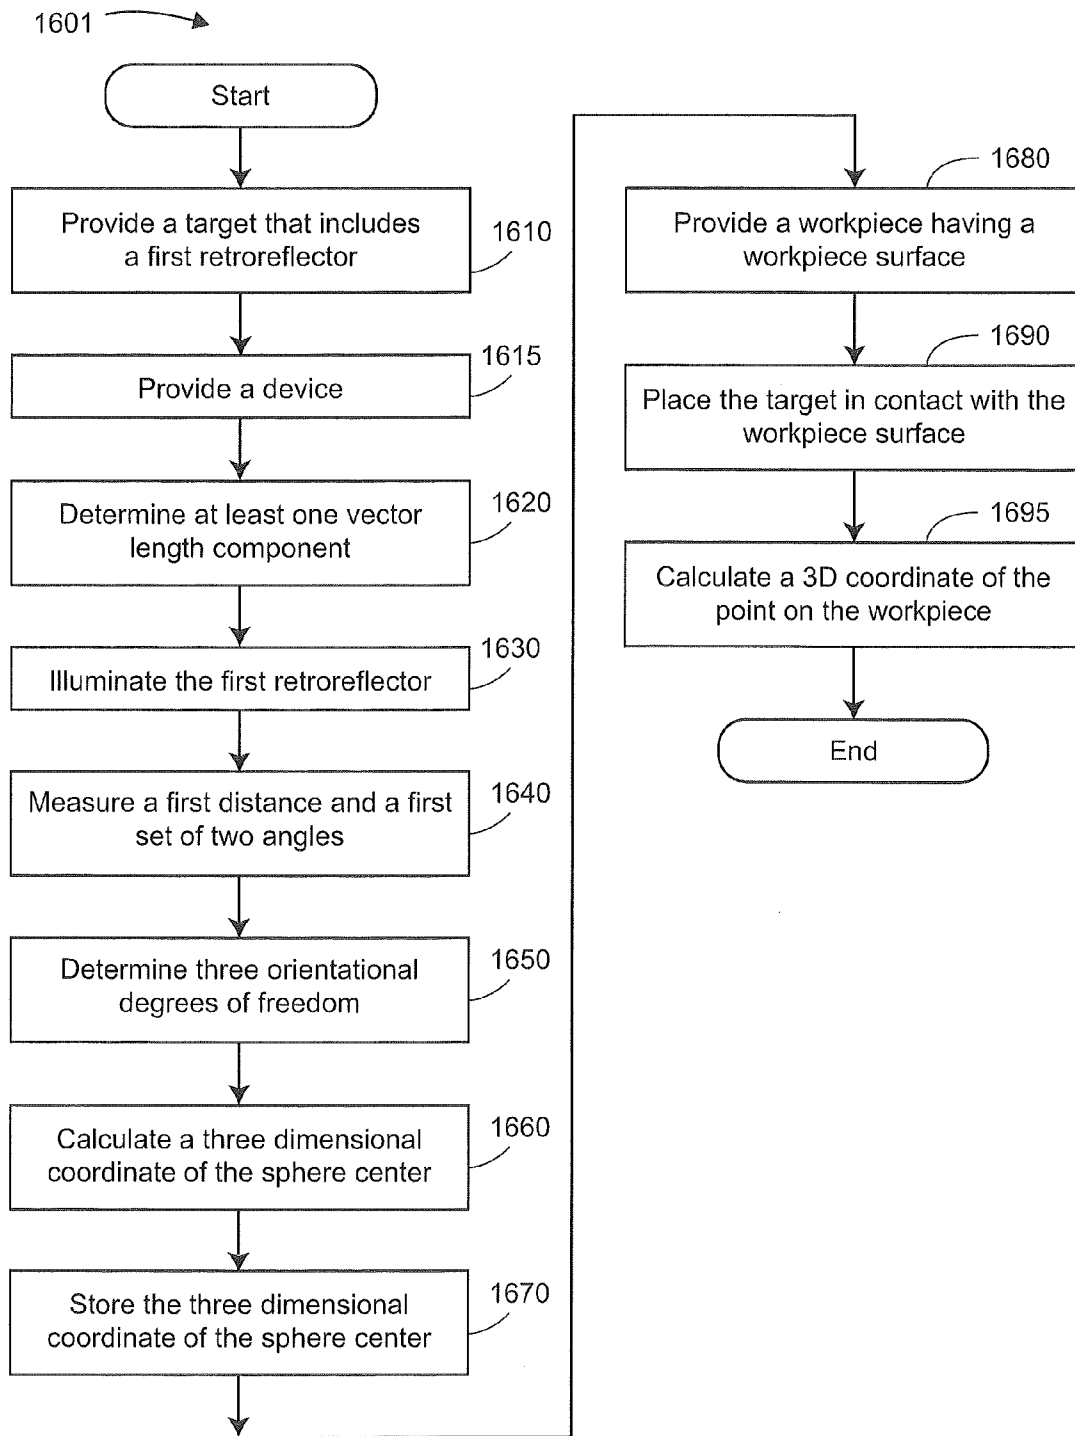 1601
Start
Provide a target that includes
a first retroreflector
1610
Provide a device
1615
Determine at least one vector
length component
1620
Illuminate the first retroreflector
1630
Measure a first distance and a first
set of two angles
1640
Determine three orientational
degrees of freedom
1650
Calculate a three dimensional
coordinate of the sphere center
1660
Store the three dimensional
coordinate of the sphere center
1670
1680
Provide a workpiece having a
workpiece surface
1690
Place the target in contact with the
workpiece surface
1695
Calculate a 3D coordinate of the
point on the workpiece
End